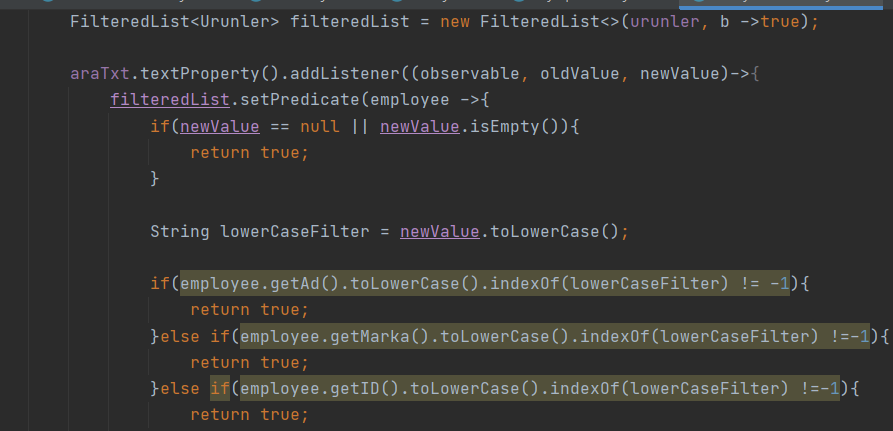 FilteredList<Urunler> filteredList = new FilteredList<>(urunler, b ->true);
araTxt.textProperty().addListener((observable, oldValue, newValue)->{
filteredList.setPredicate(employee ->{
if(newValue == null || newValue.isEmpty()){
return true;
}
String lowerCaseFilter = newValue.toLowerCase();
if(employee.getAd().toLowerCase().indexOf(lowerCaseFilter) != -1){
return true;
}else if(employee.getMarka().toLowerCase().indexOf(lowerCaseFilter) !=-1){
return true;
}else if(employee.getID().toLowerCase().indexOf(lowerCaseFilter) !=-1){
return true;